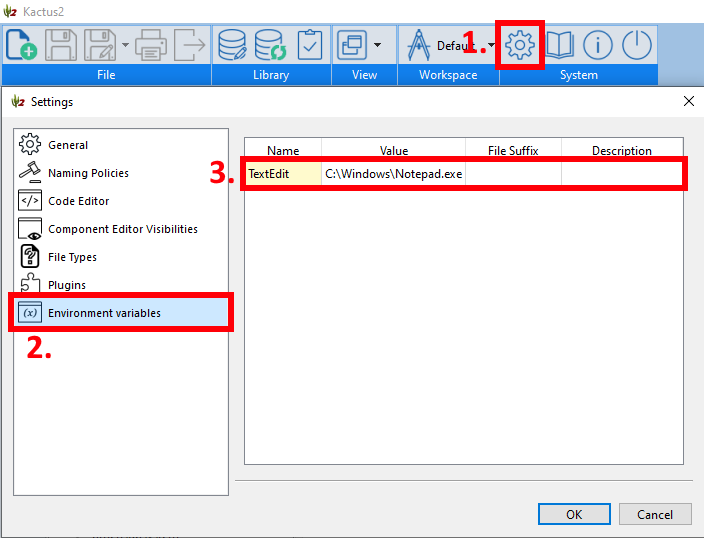 Kactus2
Default
1.
File
Library
View
Workspace
System
Settings
General
Naming Policies
Code Editor
Component Editor Visibilities
File Types
Plugins
Environment variables
2.
Name Value File Suffix Description
3.
TextEdit C:\Windows\Notepad.exe
OK
Cancel